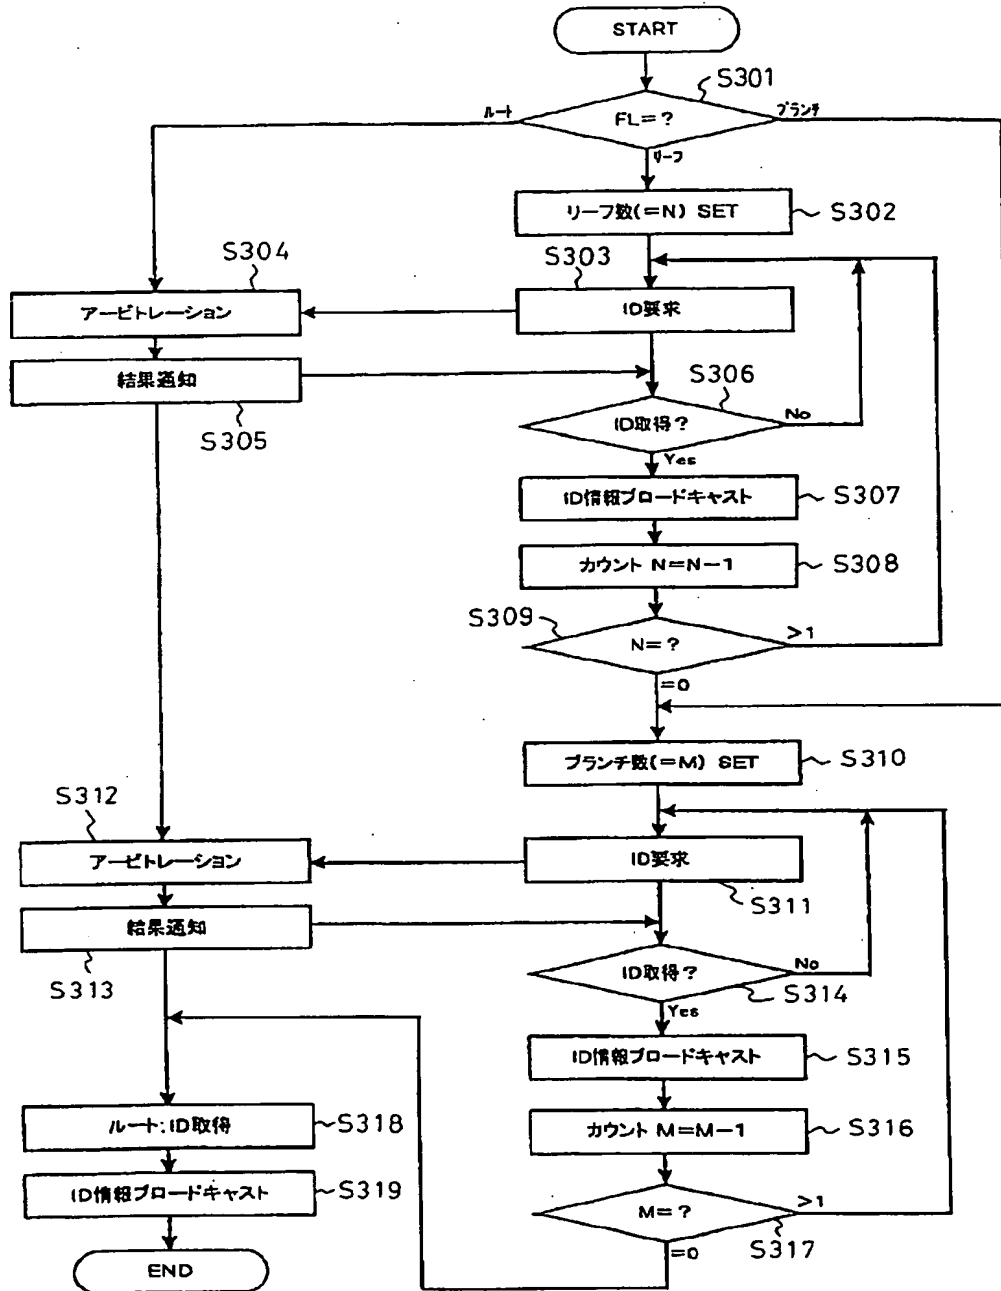 START
S301
ルート
FL=?
ブランチ
リーフ
リーフ数(=N) SET
S302
S303
S304
アービトレーション
ID要求
結果通知
S305
S306
ID取得?
No
Yes
ID情報ブロードキャスト
S307
カウント N=N-1
S308
S309
N=?
>1
=0
ブランチ数(=M) SET
S310
S312
アービトレーション
ID要求
S311
結果通知
S313
ID取得?
No
S314
Yes
ID情報ブロードキャスト
S315
カウント M=M-1
S316
ルート:ID取得
S318
ID情報ブロードキャスト
S319
M=?
>1
S317
=0
END